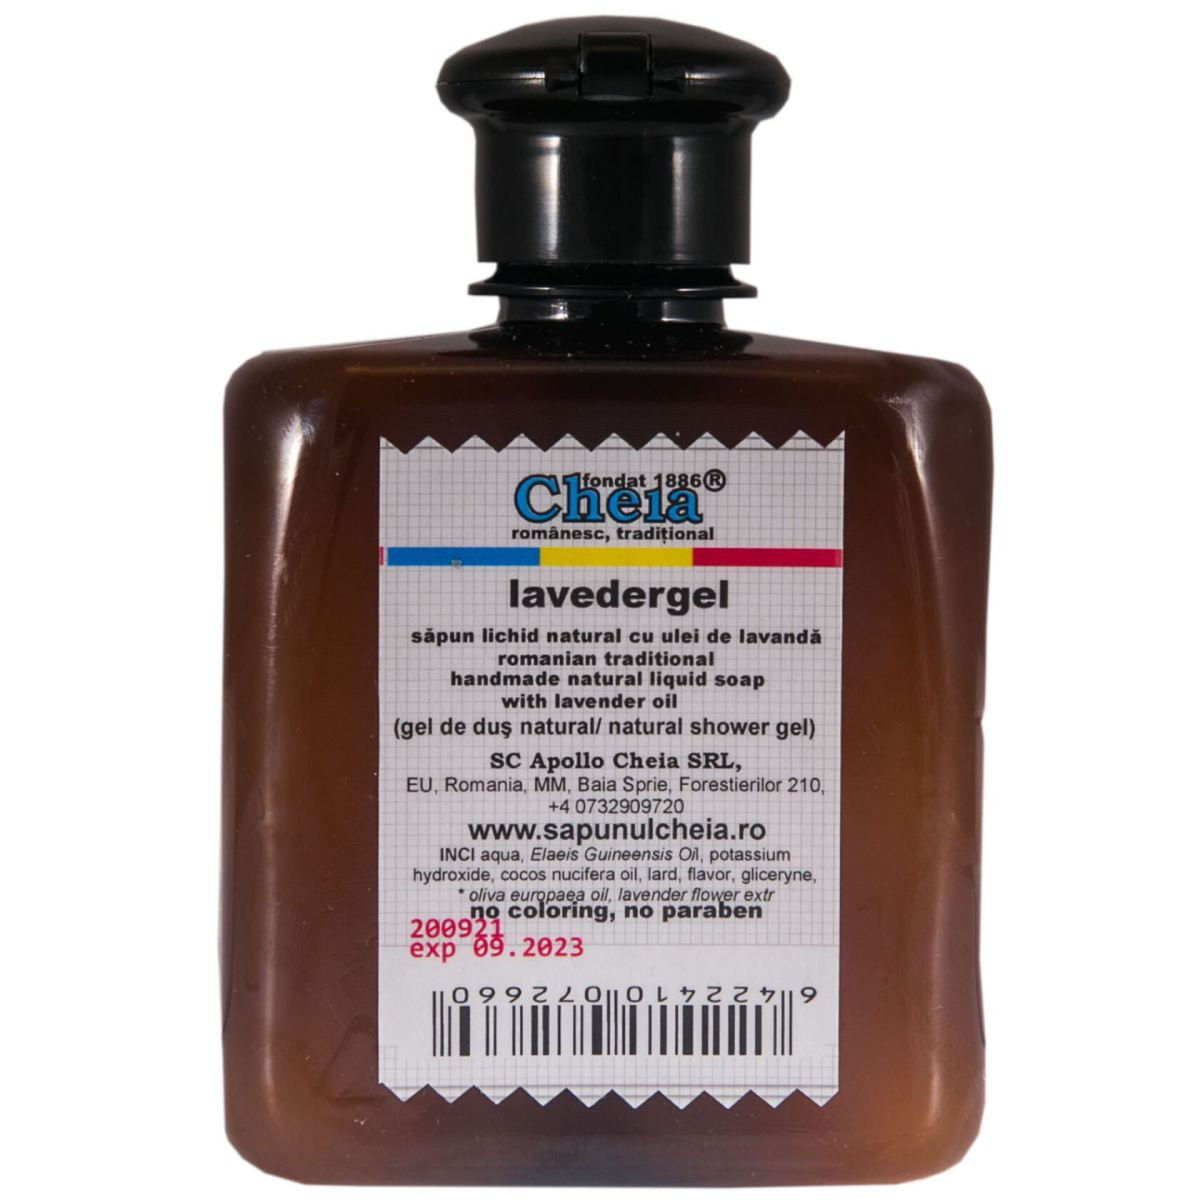 fondat 1886®
Cheia
românesc, tradițional
lavedergel
săpun lichid natural cu ulei de lavandă
romanian traditional
handmade natural liquid soap
with lavender oil
(gel de duş natural/ natural shower gel)
SC Apollo Cheia SRL,
EU, Romania, MM, Baia Sprie, Forestierilor 210,
+4 0732909720
www.sapunulcheia.ro
INCI aqua, Elaeis Guineensis Oil, potassium
hydroxide, cocos nucifera oil, lard, flavor, gliceryne,
* oliva europaea oil, lavender flower extr
no coloring, no paraben
200921
exp 09.2023
6 422410 072660